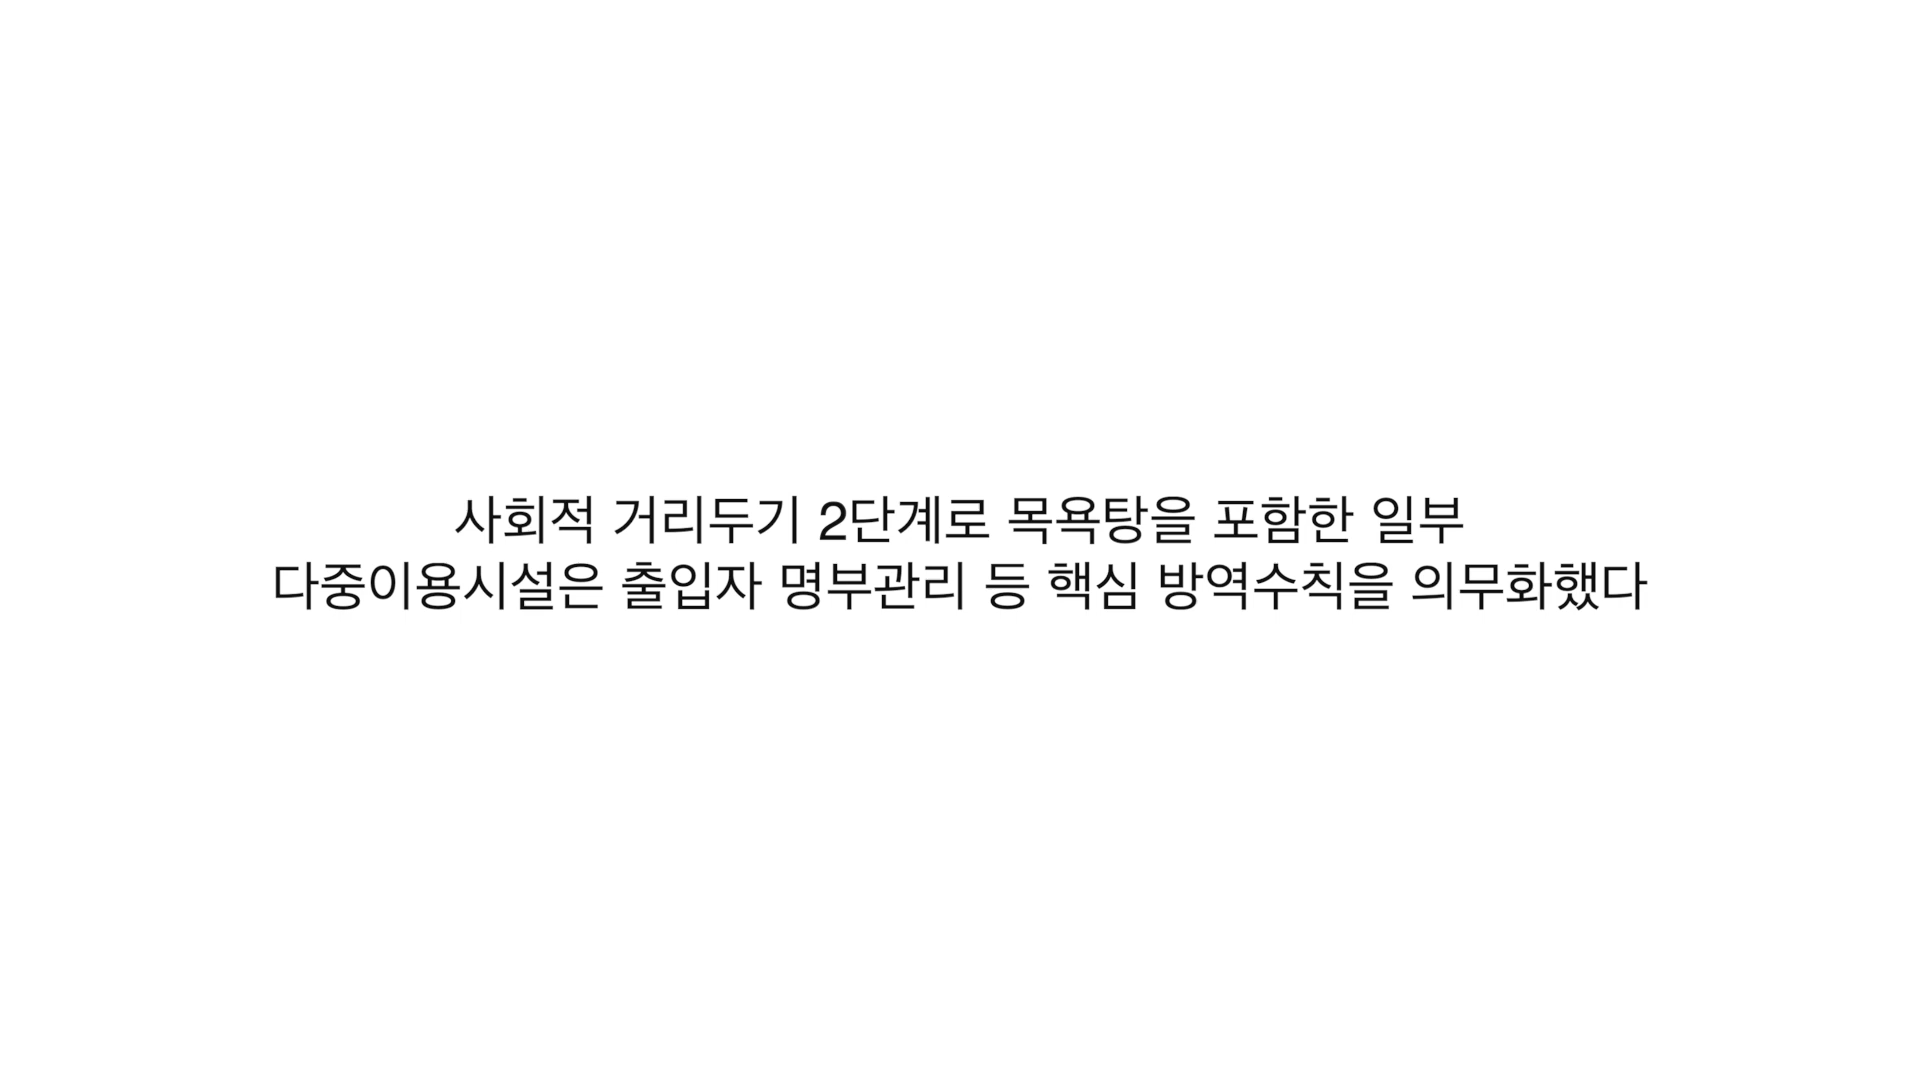 사회적 거리두기 2단계로 목욕탕을 포함한 일부
다중이용시설은 출입자 명부관리 등 핵심 방역수칙을 의무화했다